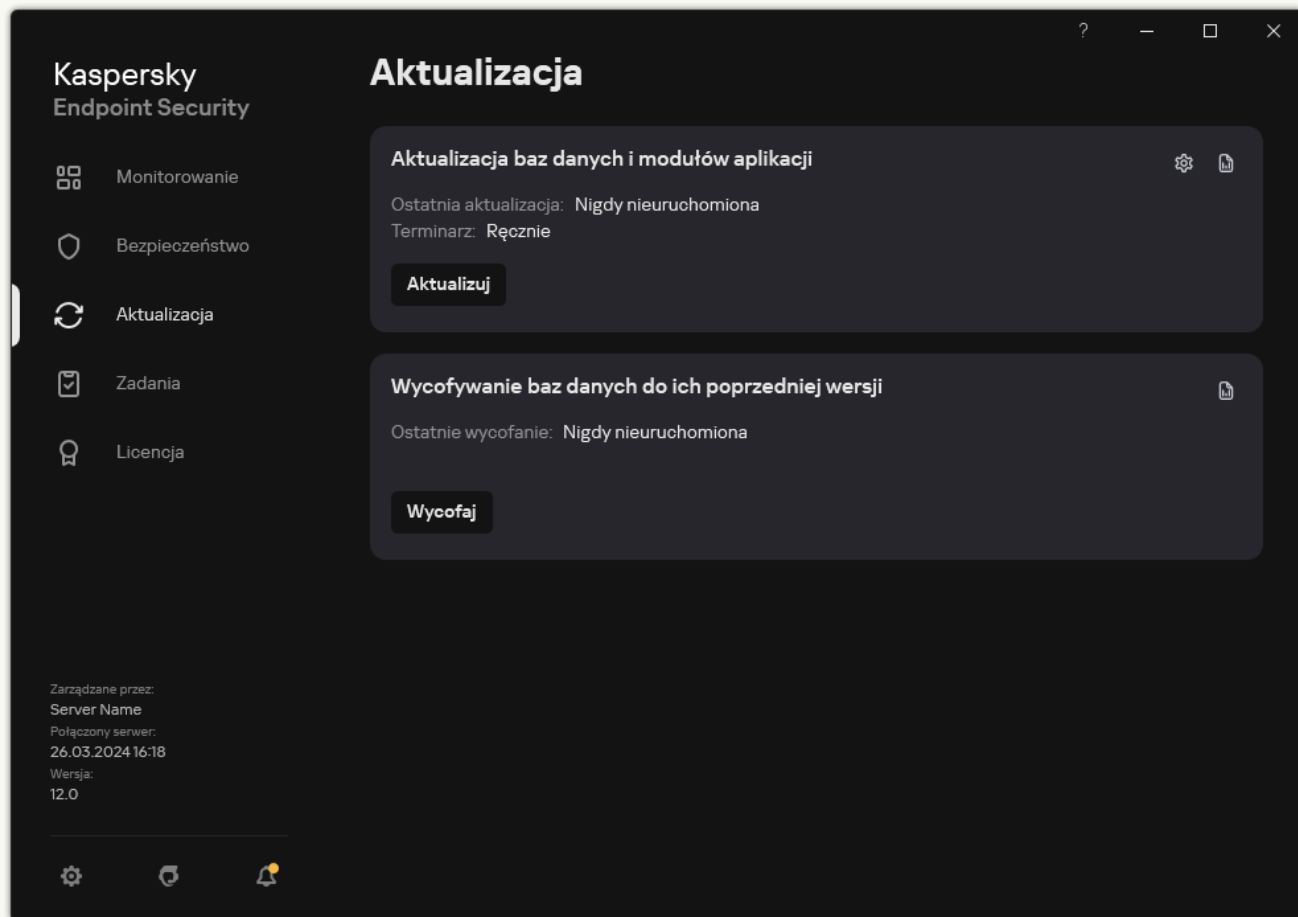 ?
Kaspersky
Endpoint Security
Monitorowanie
Bezpieczeństwo
Aktualizacja
Zadania
Licencja
Zarządzane przez:
Server Name
Połączony serwer:
26.03.2024 16:18
Wersja:
12.0
Aktualizacja
Aktualizacja baz danych i modułów aplikacji
Ostatnia aktualizacja: Nigdy nieuruchomiona
Terminarz: Ręcznie
Aktualizuj
Wycofywanie baz danych do ich poprzedniej wersji
Ostatnie wycofanie: Nigdy nieuruchomiona
Wycofaj